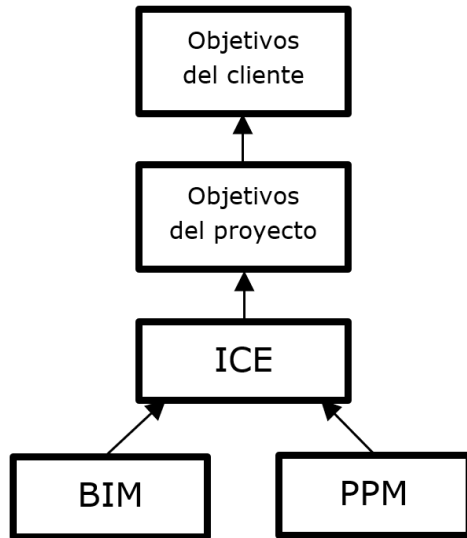 Objetivos
del cliente
Objetivos
del proyecto
ICE
BIM
PPM